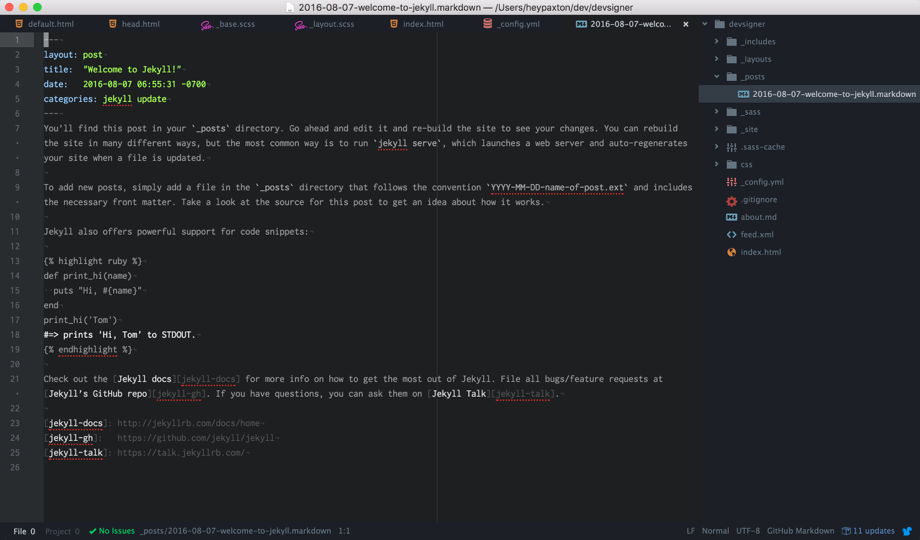 2016-08-07-welcome-to-jekyll.markdown — /Users/heypaxton/dev/devsigner
default.html
head.html
_base.scss
_layout.scss
index.html
_config.yml
2016-08-07-welco...
1 ---
2 layout: post
3 title:  "Welcome to Jekyll!"
4 date:   2016-08-07 06:55:31 -0700
5 categories: jekyll update
6 ---
7 You'll find this post in your `_posts` directory. Go ahead and edit it and re-build the site to see your changes. You can rebuild
the site in many different ways, but the most common way is to run `jekyll serve`, which launches a web server and auto-regenerates
your site when a file is updated.
8
9 To add new posts, simply add a file in the `_posts` directory that follows the convention `YYYY-MM-DD-name-of-post.ext` and includes
the necessary front matter. Take a look at the source for this post to get an idea about how it works.
10
11 Jekyll also offers powerful support for code snippets:
12
13 {% highlight ruby %}
14 def print_hi(name)
15   puts "Hi, #{name}"
16 end
17 print_hi('Tom')
18 #=> prints 'Hi, Tom' to STDOUT.
19 {% endhighlight %}
20
21 Check out the [Jekyll docs][jekyll-docs] for more info on how to get the most out of Jekyll. File all bugs/feature requests at
[Jekyll's GitHub repo][jekyll-gh]. If you have questions, you can ask them on [Jekyll Talk][jekyll-talk].
22
23 [jekyll-docs]: http://jekyllrb.com/docs/home
24 [jekyll-gh]:   https://github.com/jekyll/jekyll
25 [jekyll-talk]: https://talk.jekyllrb.com/
26
devsigner
_includes
_layouts
_posts
2016-08-07-welcome-to-jekyll.markdown
_sass
_site
.sass-cache
css
_config.yml
.gitignore
about.md
feed.xml
index.html
File 0 Project 0 No Issues _posts/2016-08-07-welcome-to-jekyll.markdown 1:1
LF Normal UTF-8 GitHub Markdown 11 updates